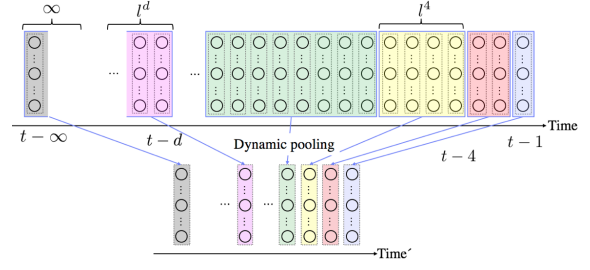 ∞ l^d l^4
... ...
Time
t − ∞ t − d t − 4 t − 1
Dynamic pooling
... ...
Time´